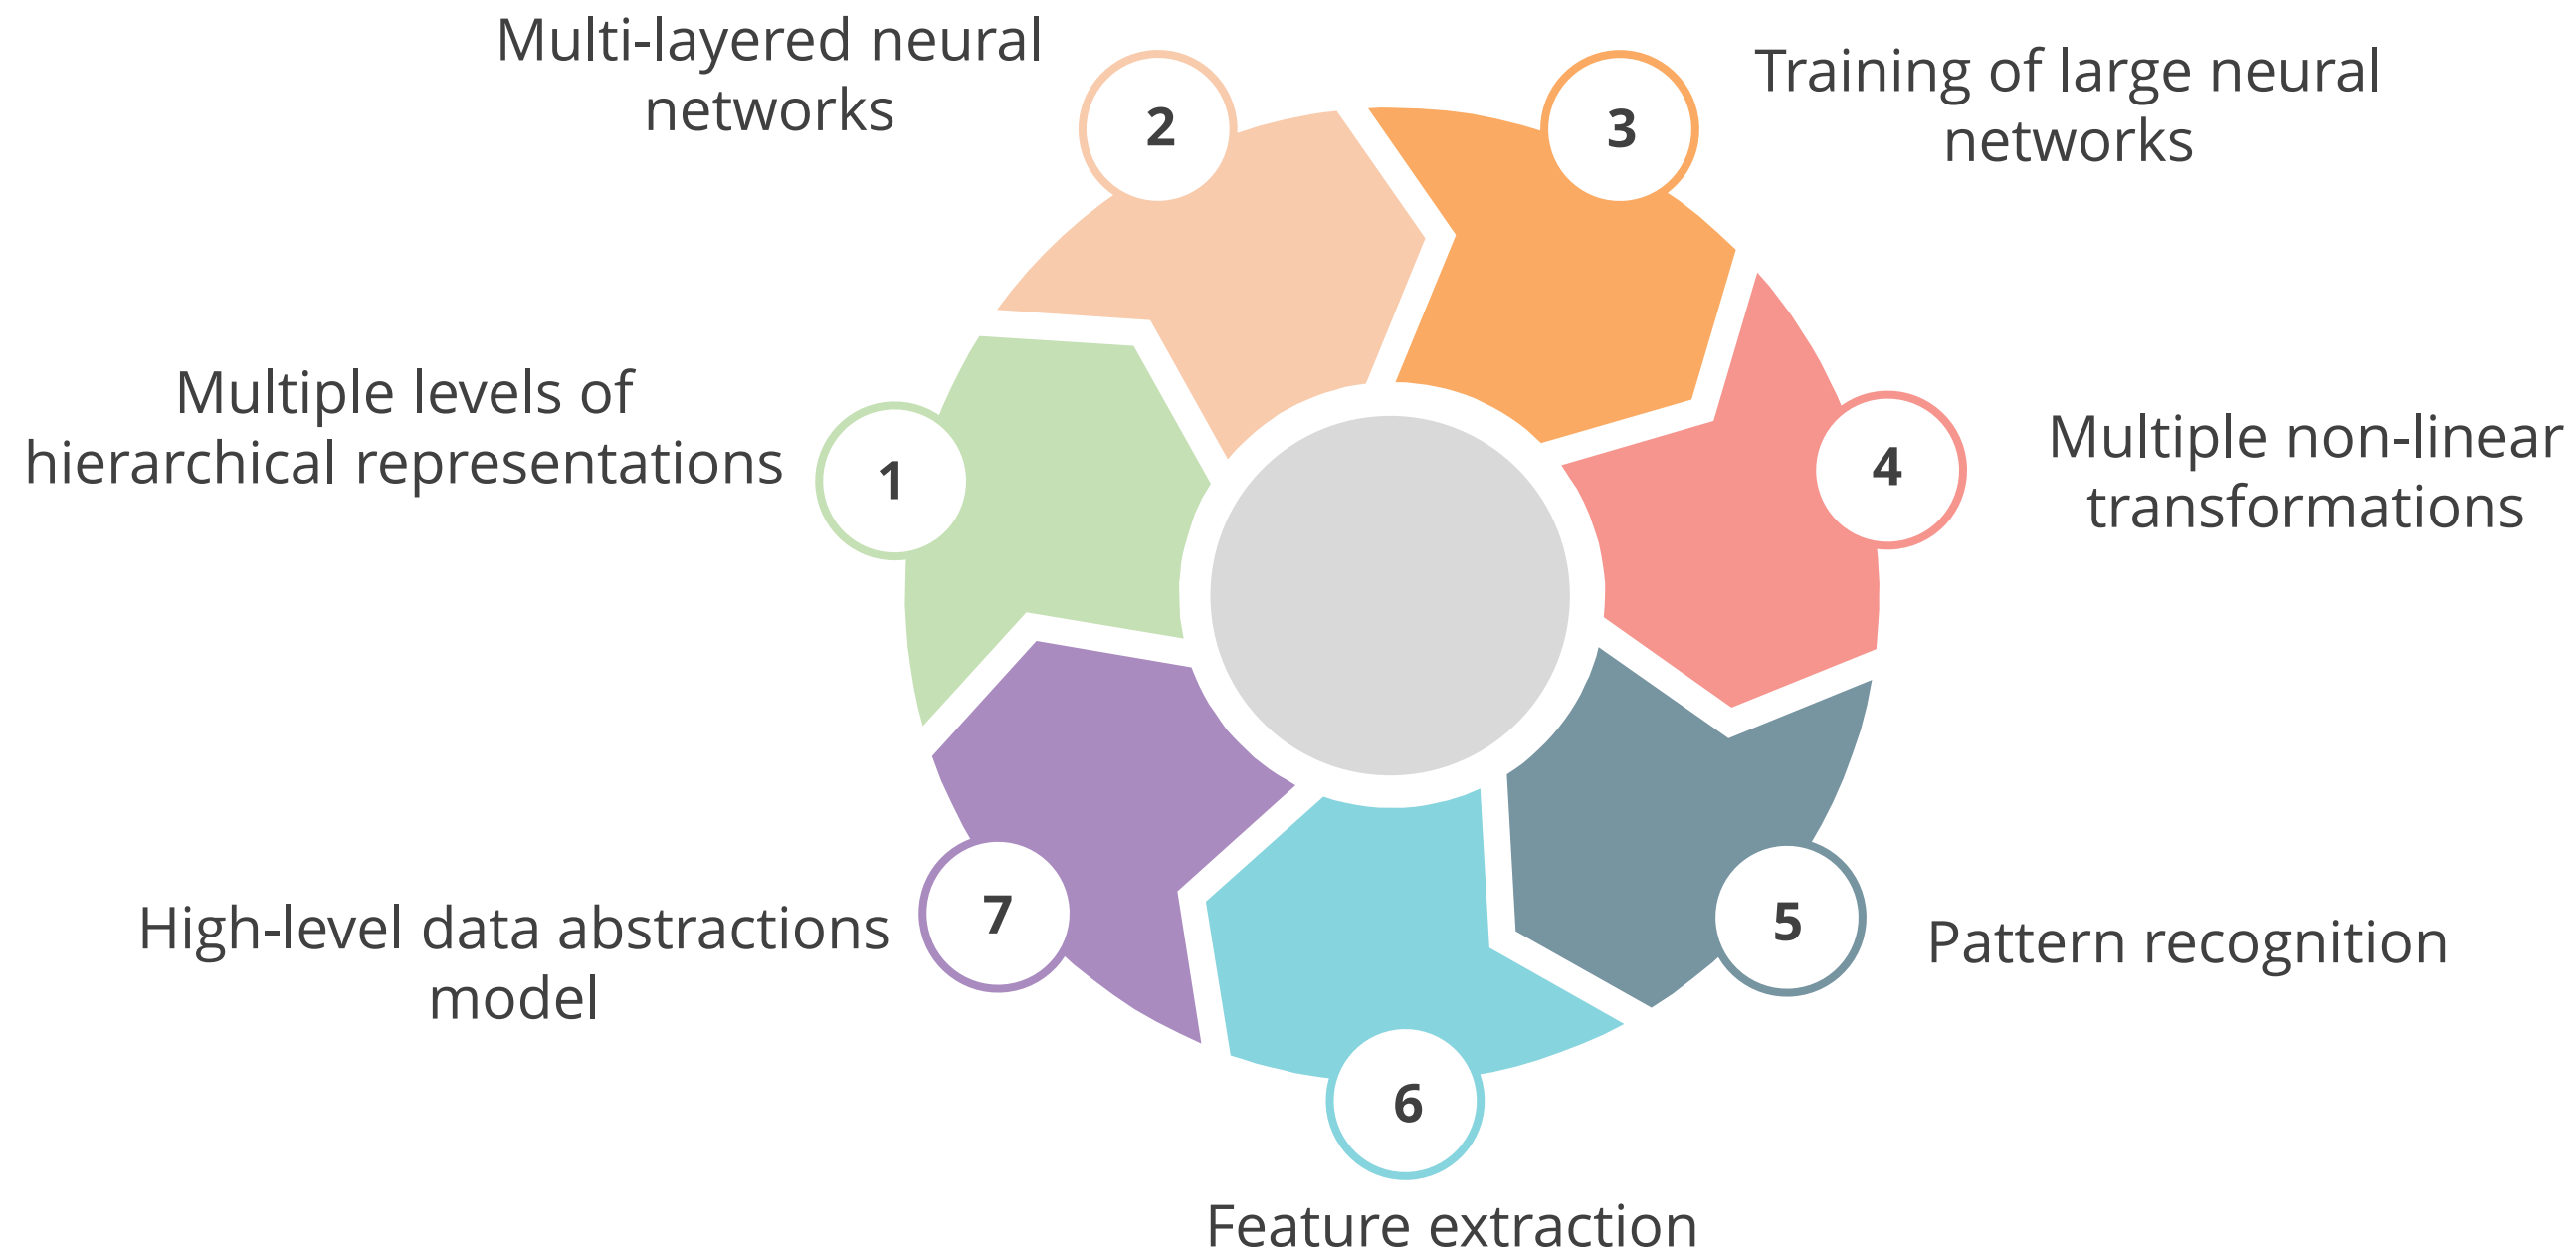 Multi-layered neural
networks
2
3
Training of large neural
networks
Multiple levels of
hierarchical representations
1
4
Multiple non-linear
transformations
High-level data abstractions
model
7
5
Pattern recognition
6
Feature extraction